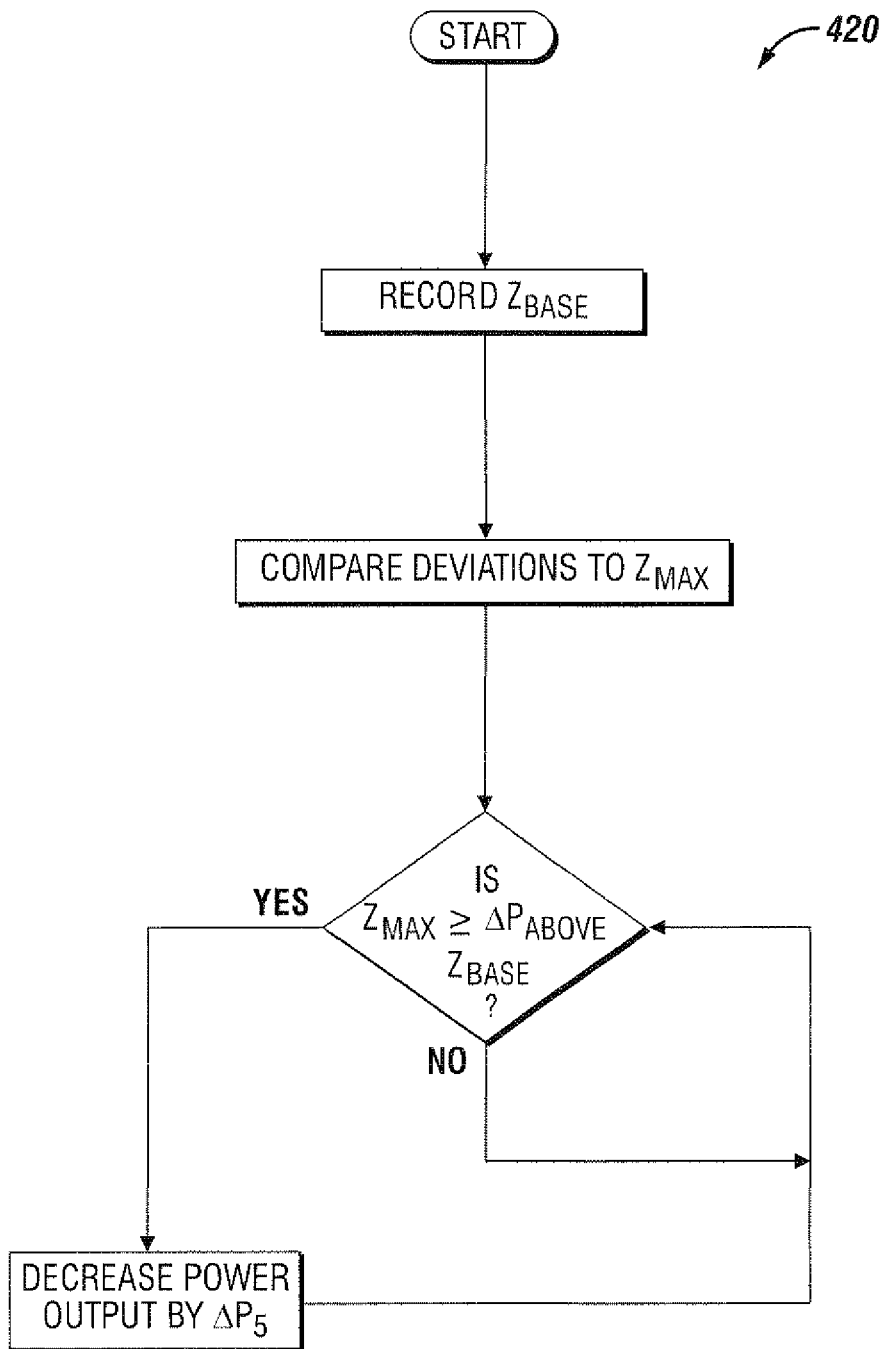 START
420
RECORD Z_BASE
COMPARE DEVIATIONS TO Z_MAX
IS
Z_MAX ≥ ΔP_ABOVE
Z_BASE
?
YES
NO
DECREASE POWER
OUTPUT BY ΔP_5